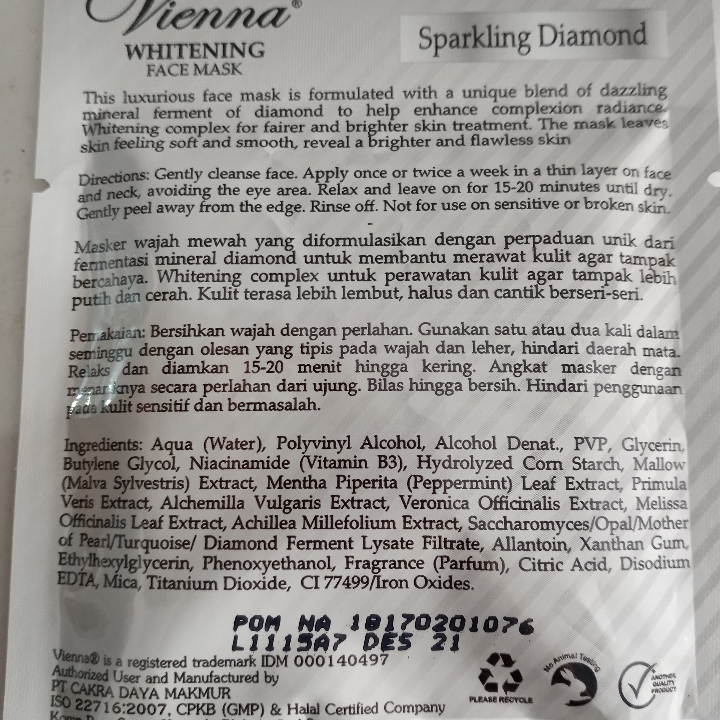 Vienna®
WHITENING
FACE MASK
Sparkling Diamond
This luxurious face mask is formulated with a unique blend of dazzling
mineral ferment of diamond to help enhance complexion radiance.
Whitening complex for fairer and brighter skin treatment. The mask leaves
skin feeling soft and smooth, reveal a brighter and flawless skin
Directions: Gently cleanse face. Apply once or twice a week in a thin layer on face
and neck, avoiding the eye area. Relax and leave on for 15-20 minutes until dry.
Gently peel away from the edge. Rinse off. Not for use on sensitive or broken skin.
Masker wajah mewah yang diformulasikan dengan perpaduan unik dari
fermentasi mineral diamond untuk membantu merawat kulit agar tampak
bercahaya. Whitening complex untuk perawatan kulit agar tampak lebih
putih dan cerah. Kulit terasa lebih lembut, halus dan cantik berseri-seri.
Pemakaian: Bersihkan wajah dengan perlahan. Gunakan satu atau dua kali dalam
seminggu dengan olesan yang tipis pada wajah dan leher, hindari daerah mata.
Relaks dan diamkan 15-20 menit hingga kering. Angkat masker dengan
menariknya secara perlahan dari ujung. Bilas hingga bersih. Hindari penggunaan
pada kulit sensitif dan bermasalah.
Ingredients: Aqua (Water), Polyvinyl Alcohol, Alcohol Denat., PVP, Glycerin,
Butylene Glycol, Niacinamide (Vitamin B3), Hydrolyzed Corn Starch, Mallow
(Malva Sylvestris) Extract, Mentha Piperita (Peppermint) Leaf Extract, Primula
Veris Extract, Alchemilla Vulgaris Extract, Veronica Officinalis Extract, Melissa
Officinalis Leaf Extract, Achillea Millefolium Extract, Saccharomyces/Opal/Mother
of Pearl/Turquoise/ Diamond Ferment Lysate Filtrate, Allantoin, Xanthan Gum,
Ethylhexylglycerin, Phenoxyethanol, Fragrance (Parfum), Citric Acid, Disodium
EDTA, Mica, Titanium Dioxide, CI 77499/Iron Oxides.
POM NA 18170201076
L1115A7 DES 21
Vienna® is a registered trademark IDM 000140497
Authorized User and Manufactured by
PT CAKRA DAYA MAKMUR
ISO 22716:2007, CPKB (GMP) & Halal Certified Company
PLEASE RECYCLE
No Animal Testing
ANOTHER
QUALITY
PRODUCT